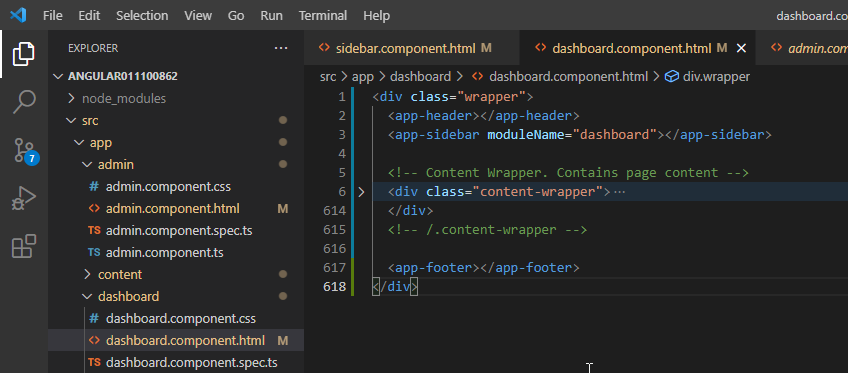 File Edit Selection View Go Run Terminal Help dashboard.co
EXPLORER ···
ANGULAR011100862
node_modules
src
app
admin
admin.component.css
admin.component.html M
TS admin.component.spec.ts
TS admin.component.ts
content
dashboard
dashboard.component.css
dashboard.component.html M
TS dashboard.component.spec.ts
7
sidebar.component.html M dashboard.component.html M admin.com
src > app > dashboard > dashboard.component.html > div.wrapper
1 <div class="wrapper">
2 <app-header></app-header>
3 <app-sidebar moduleName="dashboard"></app-sidebar>
4
5 <!-- Content Wrapper. Contains page content -->
6 <div class="content-wrapper">···
614 </div>
615 <!-- /.content-wrapper -->
616
617 <app-footer></app-footer>
618 </div>